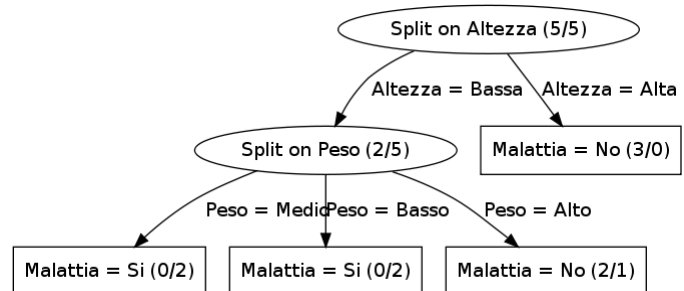 Split on Altezza (5/5)
Altezza = Bassa
Altezza = Alta
Split on Peso (2/5)
Malattia = No (3/0)
Peso = Medio
Peso = Basso
Peso = Alto
Malattia = Si (0/2)
Malattia = Si (0/2)
Malattia = No (2/1)